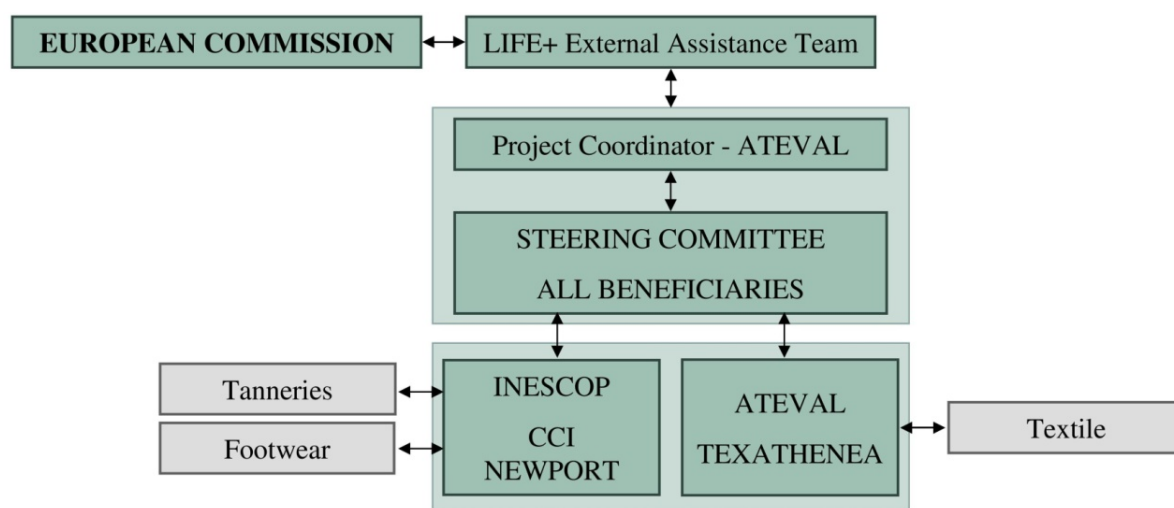 EUROPEAN COMMISSION
LIFE+ External Assistance Team
Project Coordinator - ATEVAL
STEERING COMMITTEE
ALL BENEFICIARIES
Tanneries
Footwear
INESCOP
CCI
NEWPORT
ATEVAL
TEXATHENEA
Textile